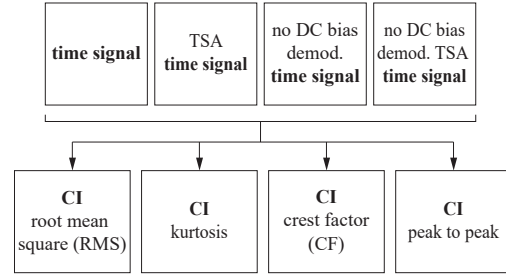 time signal
TSA
time signal
no DC bias
demod.
time signal
no DC bias
demod. TSA
time signal
CI
root mean
square (RMS)
CI
kurtosis
CI
crest factor
(CF)
CI
peak to peak